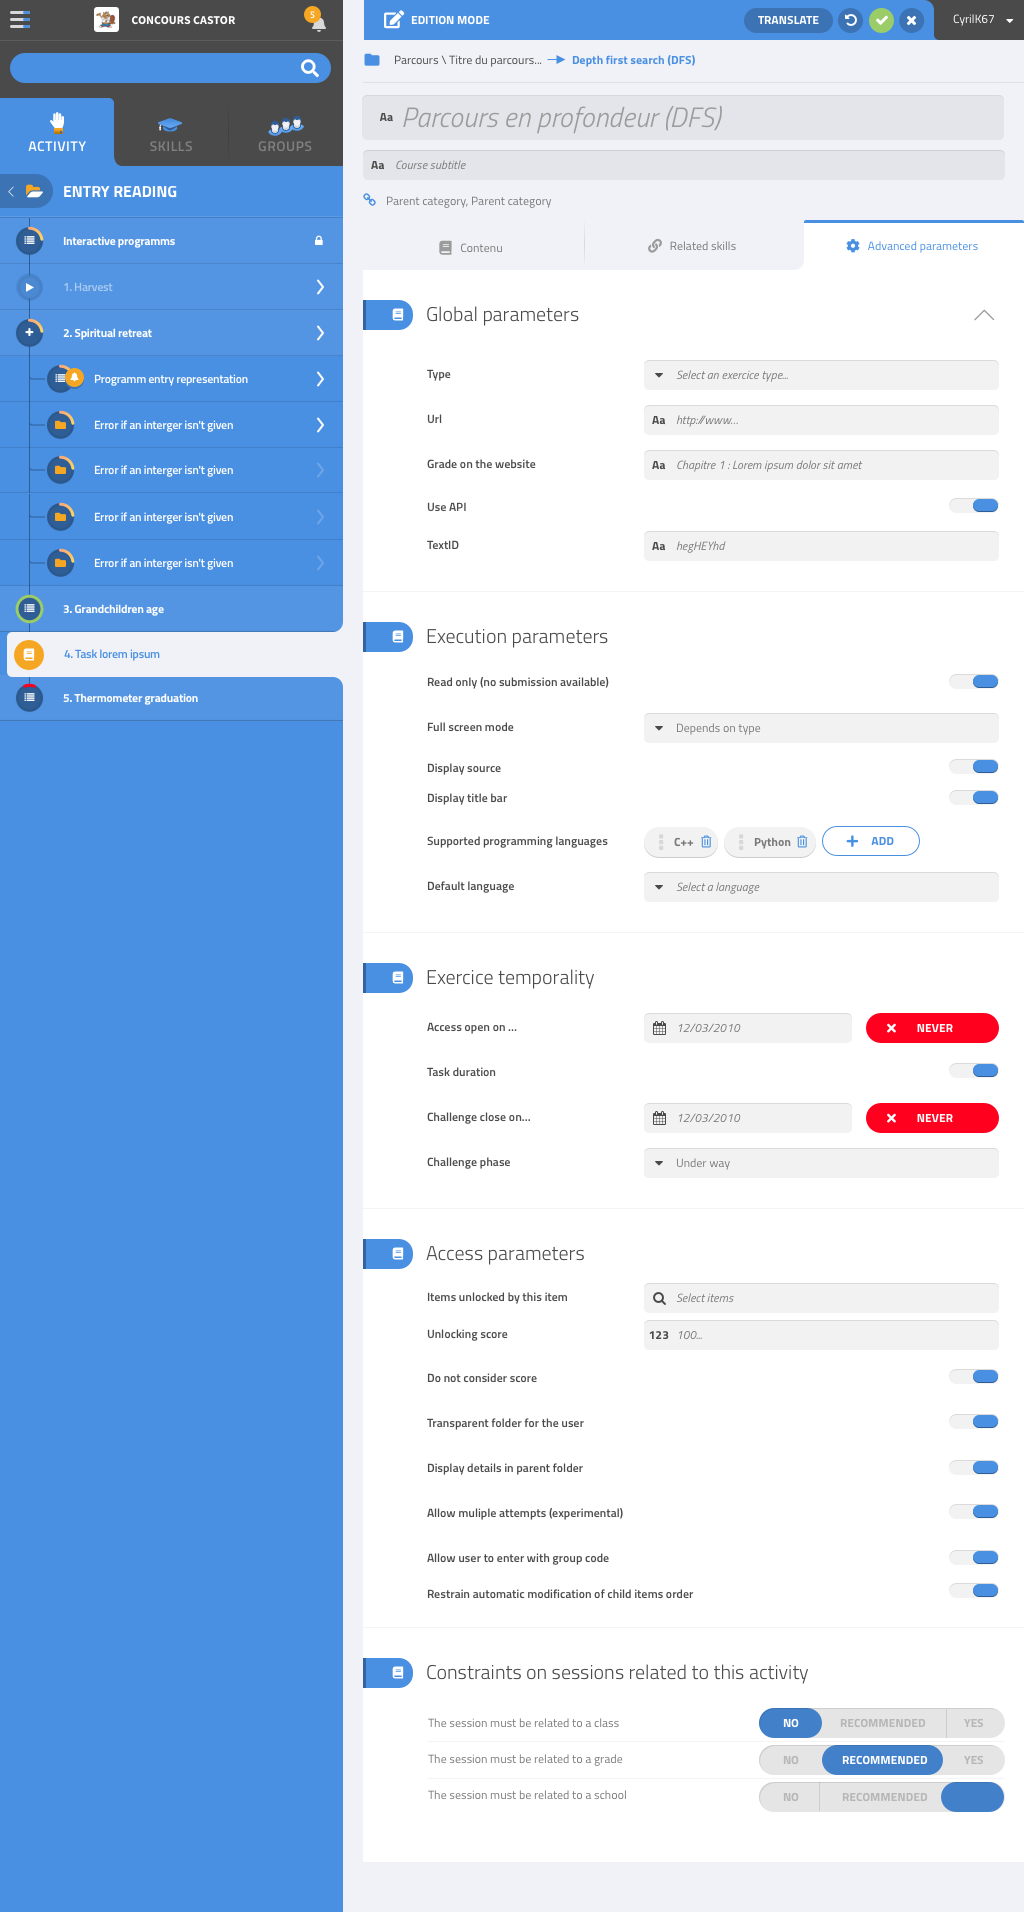 CONCOURS CASTOR
5
EDITION MODE
TRANSLATE
CyrilK67
Parcours \ Titre du parcours...
Depth first search (DFS)
Aa Parcours en profondeur (DFS)
Aa Course subtitle
ACTIVITY
SKILLS
GROUPS
ENTRY READING
Parent category, Parent category
Interactive programms
1. Harvest
2. Spiritual retreat
Programm entry representation
Error if an interger isn't given
Error if an interger isn't given
Error if an interger isn't given
Error if an interger isn't given
3. Grandchildren age
4. Task lorem ipsum
5. Thermometer graduation
Contenu
Related skills
Advanced parameters
Global parameters
Type
Select an exercice type...
Url
Aa http://www...
Grade on the website
Aa Chapitre 1 : Lorem ipsum dolor sit amet
Use API
TextID
Aa hegHEYhd
Execution parameters
Read only (no submission available)
Full screen mode
Depends on type
Display source
Display title bar
Supported programming languages
C++
Python
ADD
Default language
Select a language
Exercice temporality
Access open on ...
12/03/2010
NEVER
Task duration
Challenge close on...
12/03/2010
NEVER
Challenge phase
Under way
Access parameters
Items unlocked by this item
Select items
Unlocking score
123 100...
Do not consider score
Transparent folder for the user
Display details in parent folder
Allow muliple attempts (experimental)
Allow user to enter with group code
Restrain automatic modification of child items order
Constraints on sessions related to this activity
The session must be related to a class
NO RECOMMENDED YES
The session must be related to a grade
NO RECOMMENDED YES
The session must be related to a school
NO RECOMMENDED